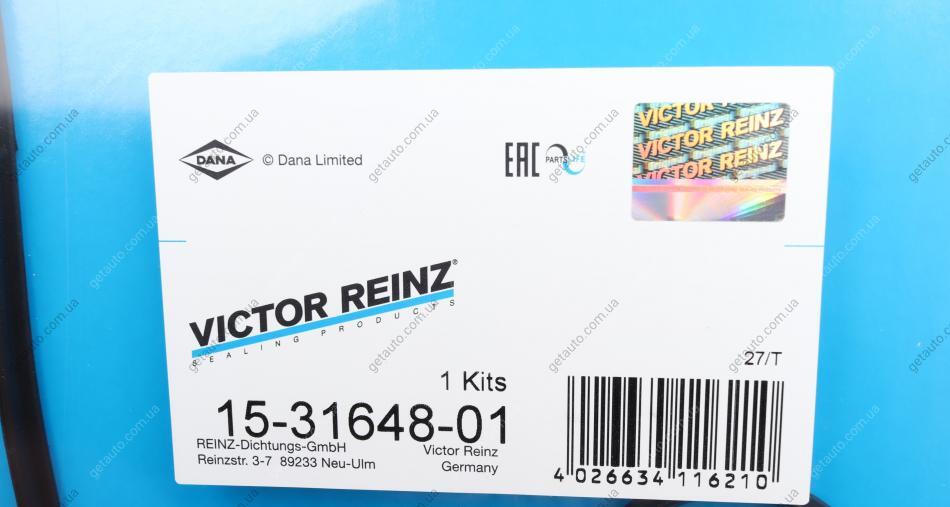 DANA © Dana Limited
EAC PARTSLIFE
VICTOR REINZ
VICTOR REINZ
VICTOR REINZ
VICTOR REINZ®
SEALING PRODUCTS
27/T
1 Kits
15-31648-01
REINZ-Dichtungs-GmbH
Victor Reinz
Reinzstr. 3-7 89233 Neu-Ulm
Germany
4 026634 116210
getauto.com.ua